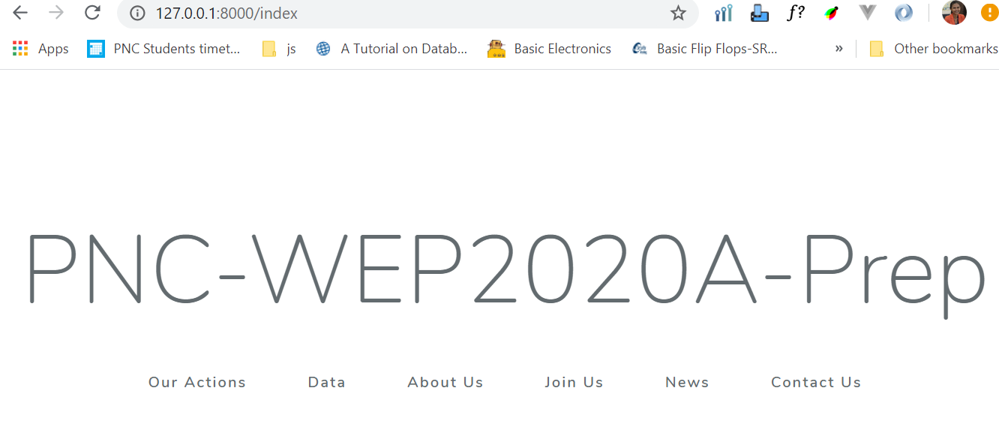 127.0.0.1:8000/index
f?
Apps PNC Students timet... js A Tutorial on Datab... Basic Electronics Basic Flip Flops-SR... » Other bookmarks
PNC-WEP2020A-Prep
Our Actions Data About Us Join Us News Contact Us